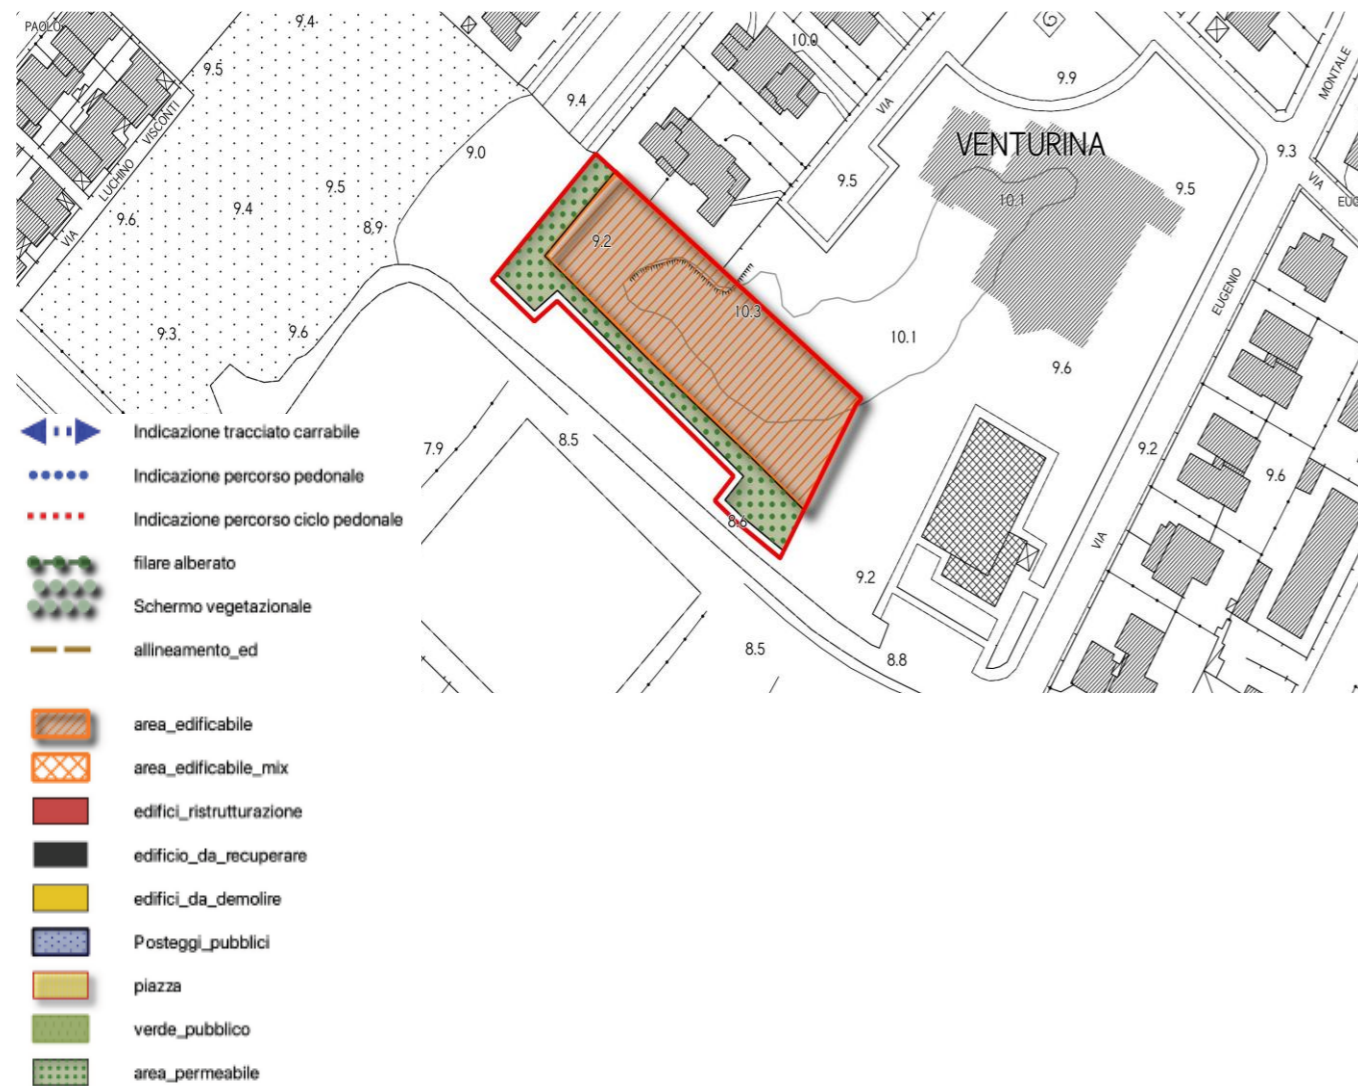 PAOLO
9.4
10.0
G
9.5
9.4
9.9
VIA
MONTALE
VISCONTI
LUCHINO
VIA
9.0
VENTURINA
9.3
VIA
9.5
9.5
9.5
10.1
9.4
9.6
8.9
9.2
10.3
EUGENIO
9.3
9.6
10.1
9.6
7.9
8.5
9.2
9.6
8.6
VIA
9.2
8.5
8.8
Indicazione tracciato carrabile
Indicazione percorso pedonale
Indicazione percorso ciclo pedonale
filare alberato
Schermo vegetazionale
allineamento_ed
area_edificabile
area_edificabile_mix
edifici_ristrutturazione
edificio_da_recuperare
edifici_da_demolire
Posteggi_pubblici
piazza
verde_pubblico
area_permeabile